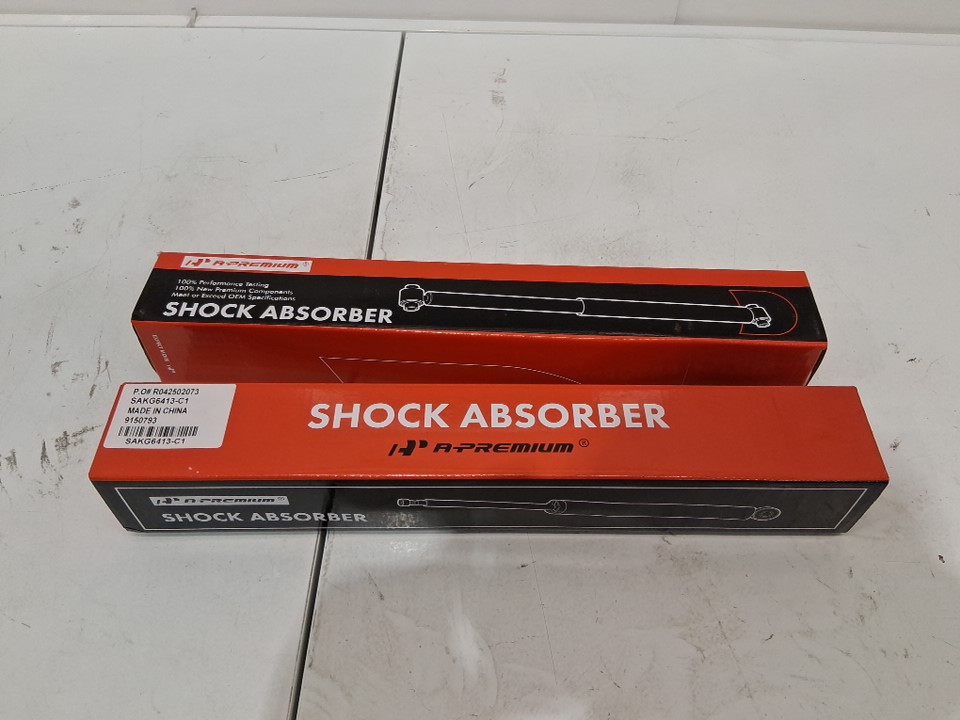 A-PREMIUM ®
100% Performance Testing
100% New Premium Components
Meet or Exceed OEM Specifications
SHOCK ABSORBER
P.O# R042502073
SAKG6413-C1
MADE IN CHINA
9150793
SAKG6413-C1
SHOCK ABSORBER
A-PREMIUM ®
A-PREMIUM
SHOCK ABSORBER